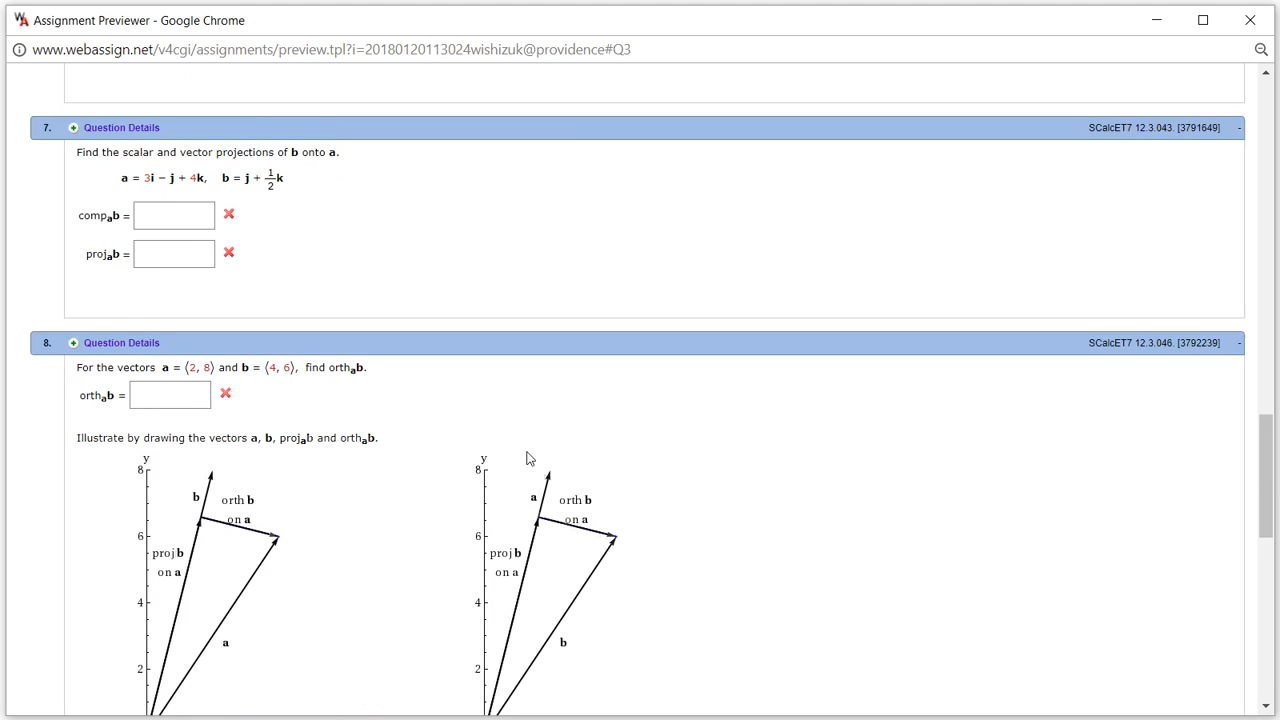 Assignment Previewer - Google Chrome
www.webassign.net/v4cgi/assignments/preview.tpl?i=20180120113024wishizuk@providence#Q3
7. Question Details SCalcET7 12.3.043. [3791649] -
Find the scalar and vector projections of b onto a.
a = 3i − j + 4k, b = j + 1/2 k
compab =
projab =
8. Question Details SCalcET7 12.3.046. [3792239] -
For the vectors a = ⟨2, 8⟩ and b = ⟨4, 6⟩, find orthab.
orthab =
Illustrate by drawing the vectors a, b, projab and orthab.
y
8
b
orth b
on a
6
proj b
on a
4
a
2
y
8
a
orth b
on a
6
proj b
on a
4
b
2